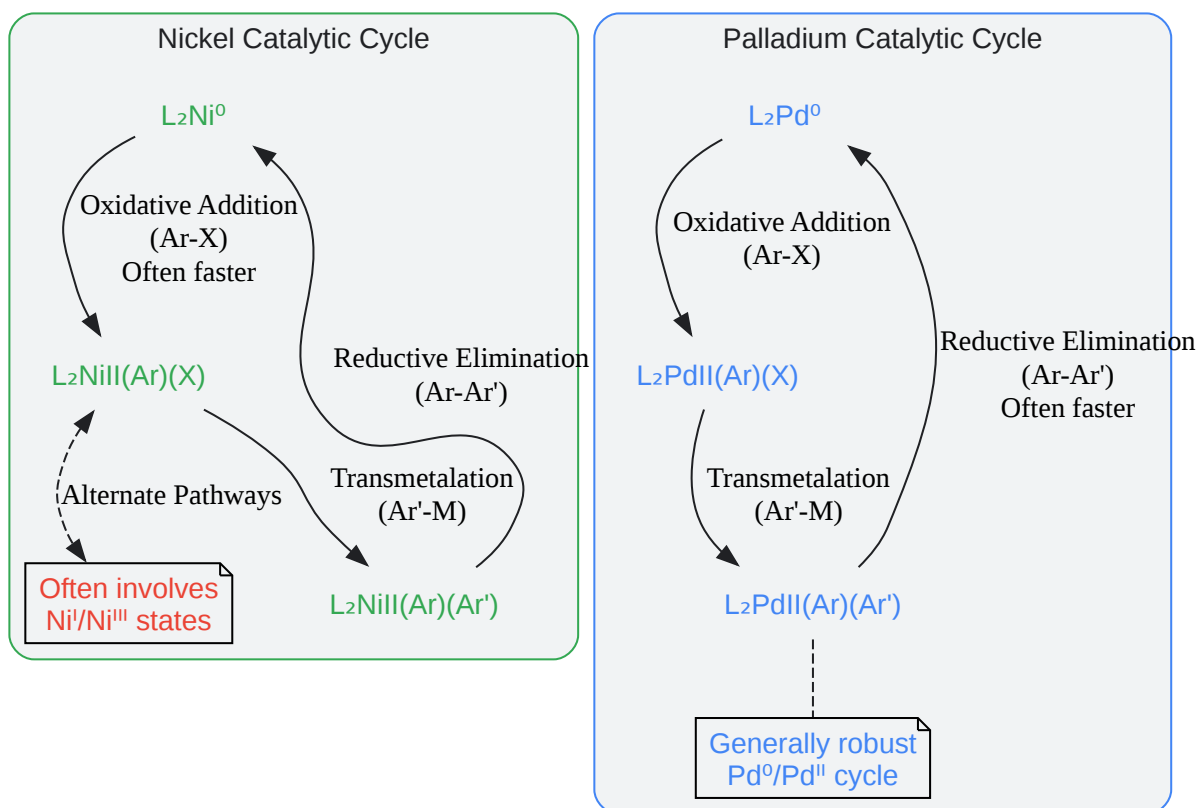 Nickel Catalytic Cycle
L₂Ni⁰
Oxidative Addition
(Ar-X)
Often faster
L₂NiII(Ar)(X)
Reductive Elimination
(Ar-Ar')
Alternate Pathways
Transmetalation
(Ar'-M)
Often involves
Niᴵ/Niᴵᴵᴵ states
L₂NiII(Ar)(Ar')
Palladium Catalytic Cycle
L₂Pd⁰
Oxidative Addition
(Ar-X)
L₂PdII(Ar)(X)
Reductive Elimination
(Ar-Ar')
Often faster
Transmetalation
(Ar'-M)
L₂PdII(Ar)(Ar')
Generally robust
Pd⁰/Pdᴵᴵ cycle